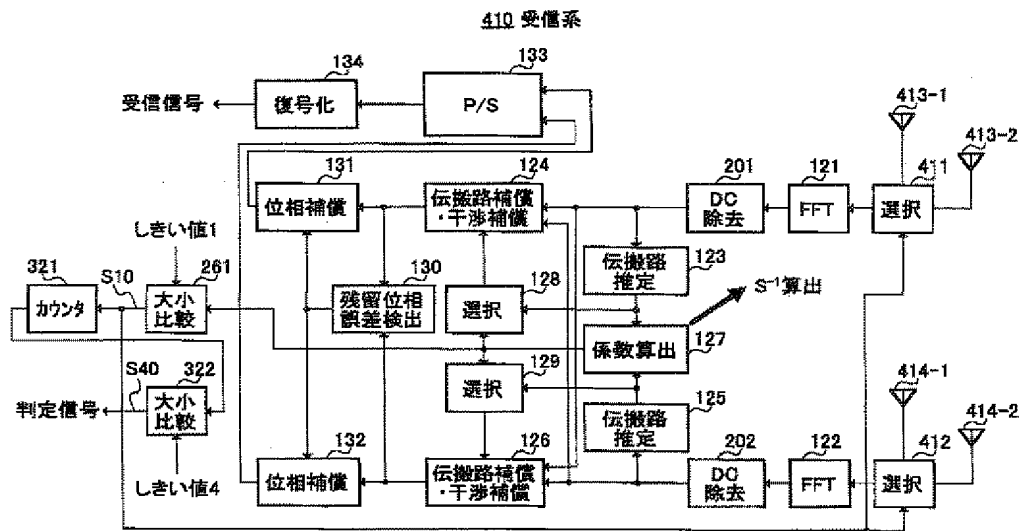 410 受信系
134
133
受信信号
復号化
P/S
413-1
413-2
131
124
201
121
411
位相補償
伝搬路補償
・干渉補償
DC
除去
FFT
選択
しきい値1
321
S10
261
130
128
123
伝搬路
推定
S⁻¹算出
カウンタ
大小
比較
残留位相
誤差検出
選択
係数算出
127
129
S40
322
選択
125
414-1
414-2
判定信号
大小
比較
伝搬路
推定
132
126
202
122
412
しきい値4
位相補償
伝搬路補償
・干渉補償
DC
除去
FFT
選択